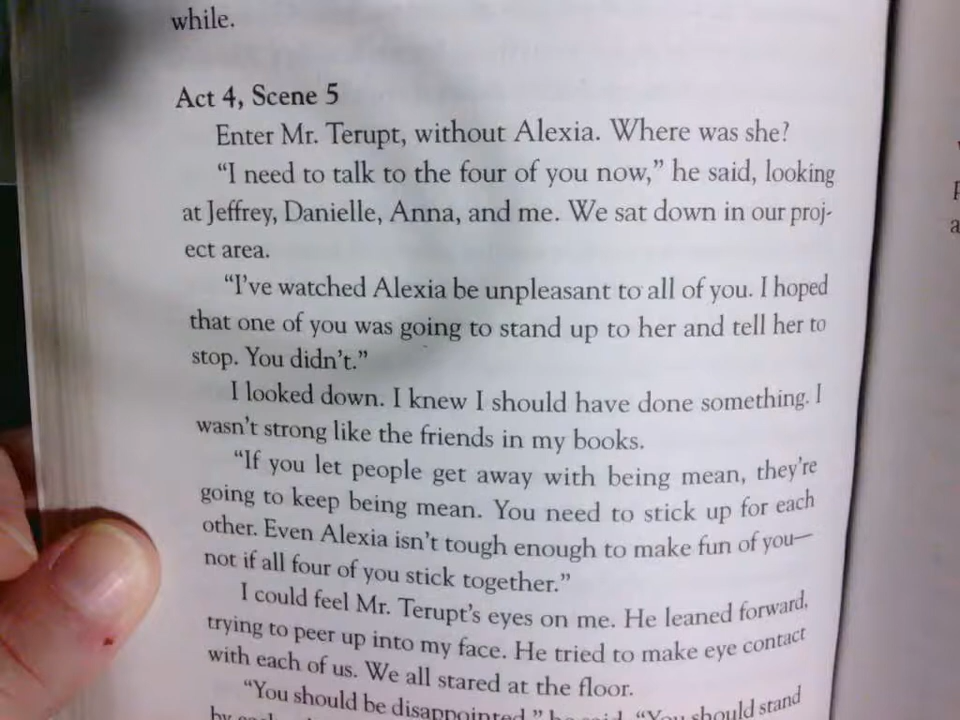 while.
Act 4, Scene 5
Enter Mr. Terupt, without Alexia. Where was she?
“I need to talk to the four of you now,” he said, looking
at Jeffrey, Danielle, Anna, and me. We sat down in our proj-
ect area.
“I’ve watched Alexia be unpleasant to all of you. I hoped
that one of you was going to stand up to her and tell her to
stop. You didn’t.”
I looked down. I knew I should have done something. I
wasn’t strong like the friends in my books.
“If you let people get away with being mean, they’re
going to keep being mean. You need to stick up for each
other. Even Alexia isn’t tough enough to make fun of you—
not if all four of you stick together.”
I could feel Mr. Terupt’s eyes on me. He leaned forward,
trying to peer up into my face. He tried to make eye contact
with each of us. We all stared at the floor.
“You should be disappointed,” he said. “You should stand
by